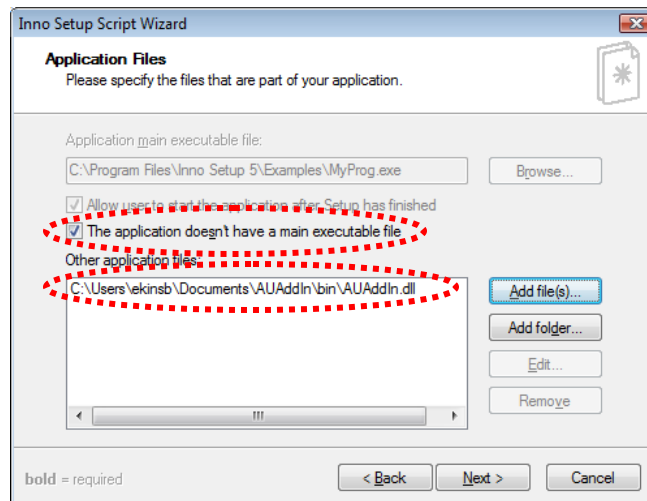 Inno Setup Script Wizard
Application Files
Please specify the files that are part of your application.
Application main executable file:
C:\Program Files\Inno Setup 5\Examples\MyProg.exe
Browse...
Allow user to start the application after Setup has finished
The application doesn't have a main executable file
Other application files:
C:\Users\ekinsb\Documents\AUAddIn\bin\AUAddIn.dll
Add file(s)...
Add folder...
Edit...
Remove
bold = required
< Back
Next >
Cancel